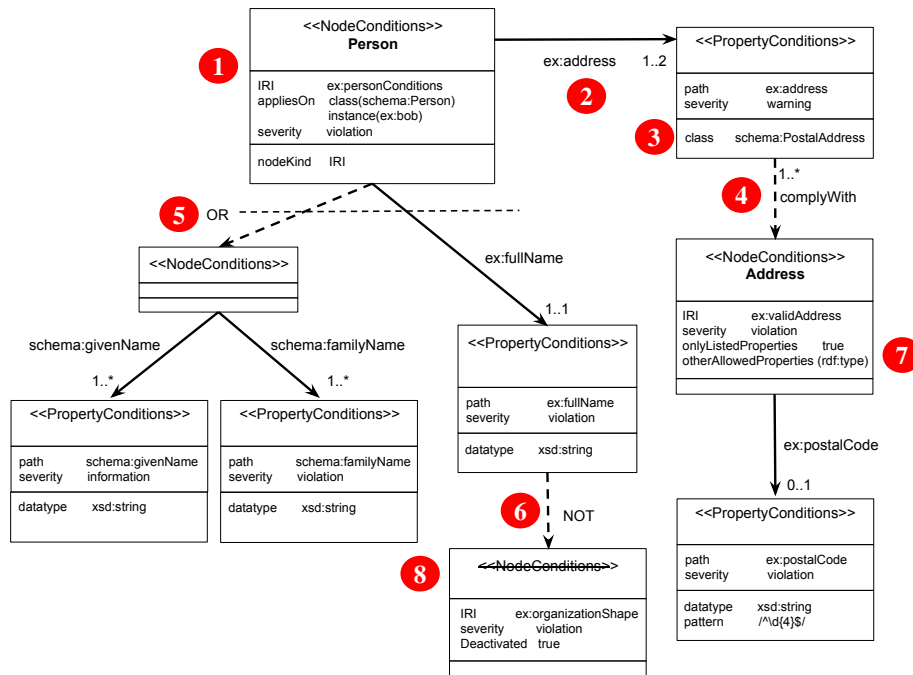 <<NodeConditions>>
Person
1
IRI ex:personConditions
appliesOn class(schema:Person)
instance(ex:bob)
severity violation
nodeKind IRI
ex:address 1..2
2
<<PropertyConditions>>
path ex:address
severity warning
3
class schema:PostalAddress
1..*
4
complyWith
5
OR
<<NodeConditions>>
ex:fullName
1..1
<<NodeConditions>>
Address
IRI ex:validAddress
severity violation
onlyListedProperties true
otherAllowedProperties (rdf:type)
7
schema:givenName
1..*
schema:familyName
1..*
<<PropertyConditions>>
path schema:givenName
severity information
datatype xsd:string
<<PropertyConditions>>
path schema:familyName
severity violation
datatype xsd:string
<<PropertyConditions>>
path ex:fullName
severity violation
datatype xsd:string
6
NOT
8
<<NodeConditions>>
IRI ex:organizationShape
severity violation
Deactivated true
ex:postalCode
0..1
<<PropertyConditions>>
path ex:postalCode
severity violation
datatype xsd:string
pattern /^\d{4}$/